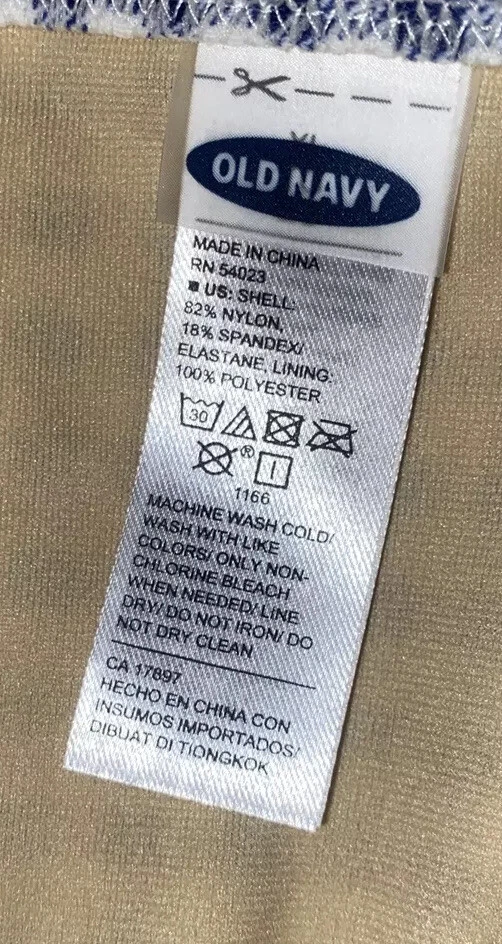 XL
OLD NAVY
MADE IN CHINA
RN 54023
■ US: SHELL:
82% NYLON,
18% SPANDEX/
ELASTANE, LINING:
100% POLYESTER
30
®
1166
MACHINE WASH COLD/
WASH WITH LIKE
COLORS/ ONLY NON-
CHLORINE BLEACH
WHEN NEEDED/ LINE
DRY/ DO NOT IRON/ DO
NOT DRY CLEAN
CA 17897
HECHO EN CHINA CON
INSUMOS IMPORTADOS/
DIBUAT DI TIONGKOK